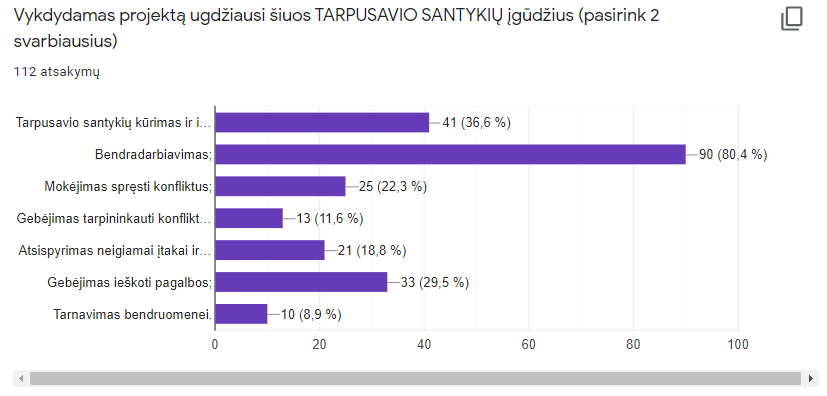 Vykdydamas projektą ugdžiausi šiuos TARPUSAVIO SANTYKIŲ įgūdžius (pasirink 2
svarbiausius)
112 atsakymų
Tarpusavio santykių kūrimas ir i… 41 (36,6 %)
Bendradarbiavimas; 90 (80,4 %)
Mokėjimas spręsti konfliktus; 25 (22,3 %)
Gebėjimas tarpininkauti konflikt… 13 (11,6 %)
Atsispyrimas neigiamai įtakai ir… 21 (18,8 %)
Gebėjimas ieškoti pagalbos; 33 (29,5 %)
Tarnavimas bendruomenei. 10 (8,9 %)
0 20 40 60 80 100